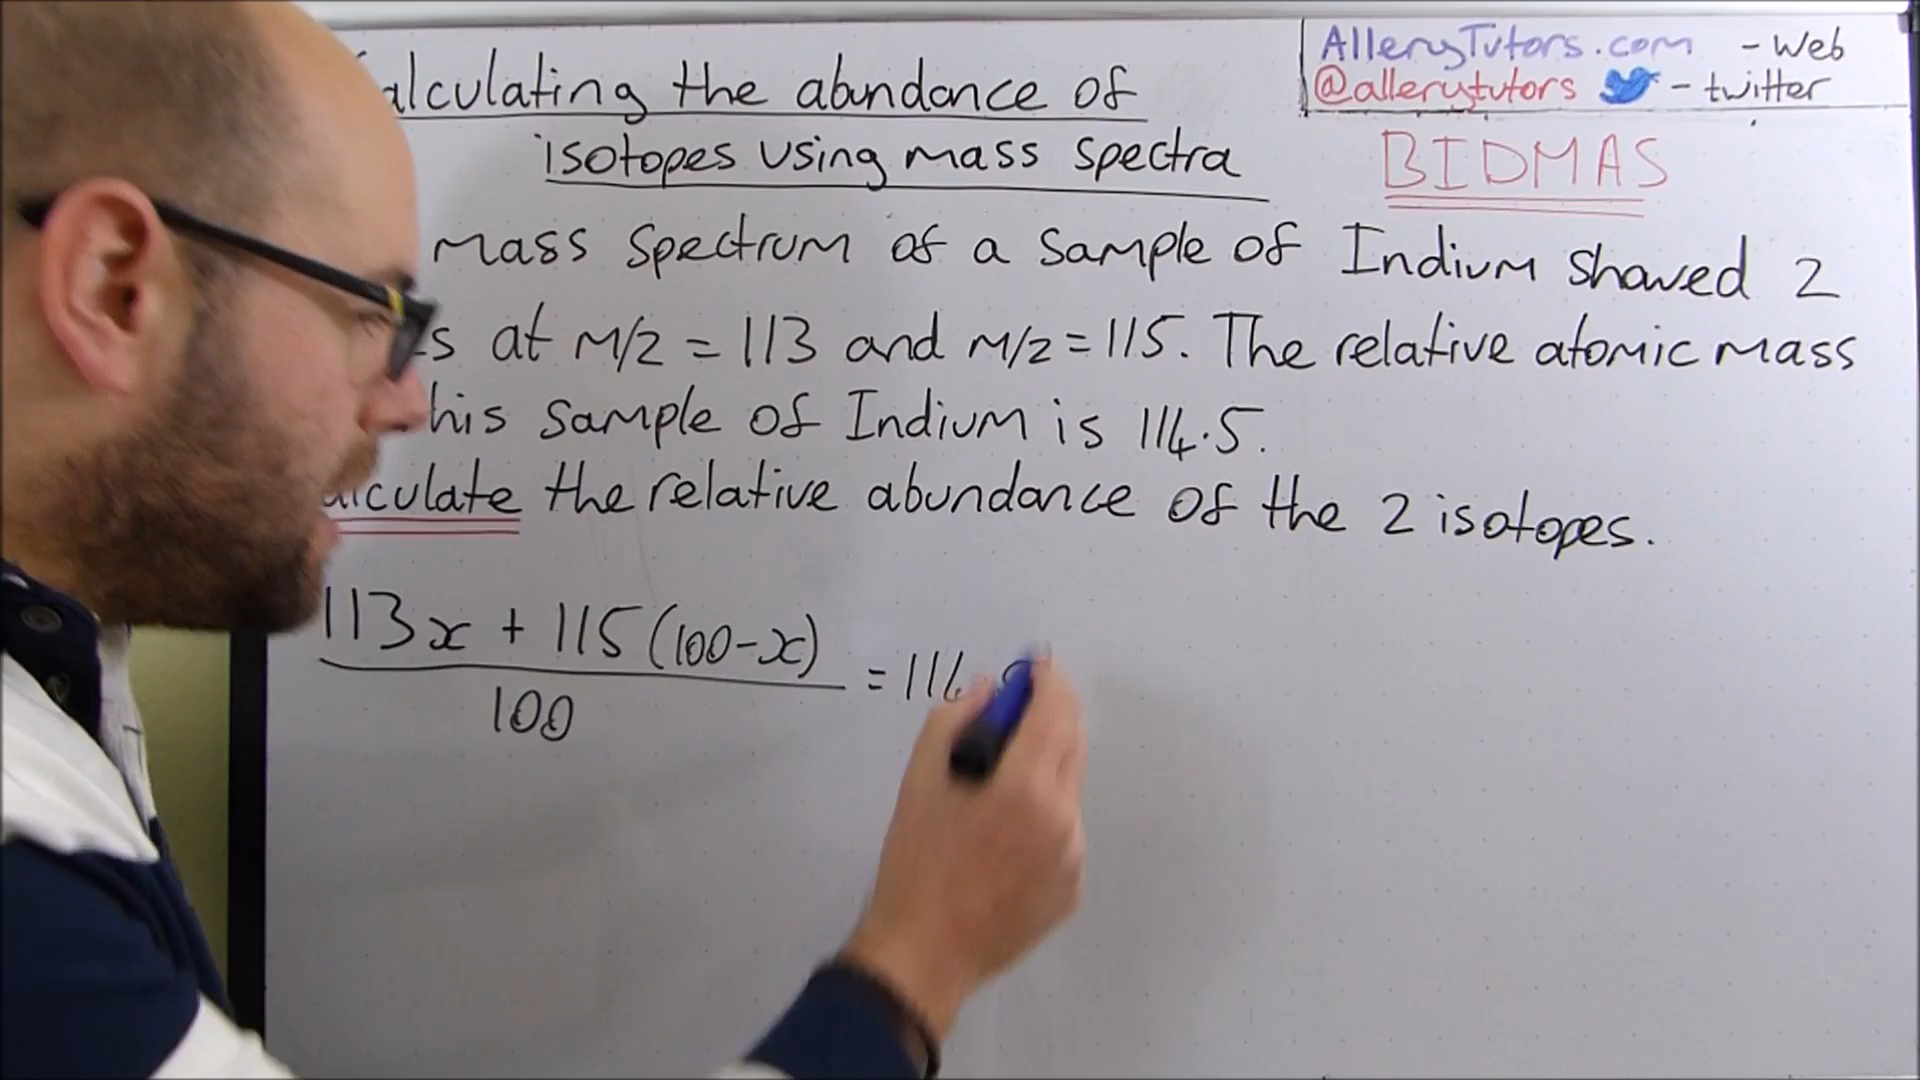 alculating the abundance of
isotopes using mass spectra
AlleryTutors.com - Web
@allerytutors - twitter
BIDMAS
mass spectrum of a sample of Indium showed 2
s at m/z = 113 and m/z = 115. The relative atomic mass
his sample of Indium is 114.5.
alculate the relative abundance of the 2 isotopes.
113x + 115(100-x)
100
= 114